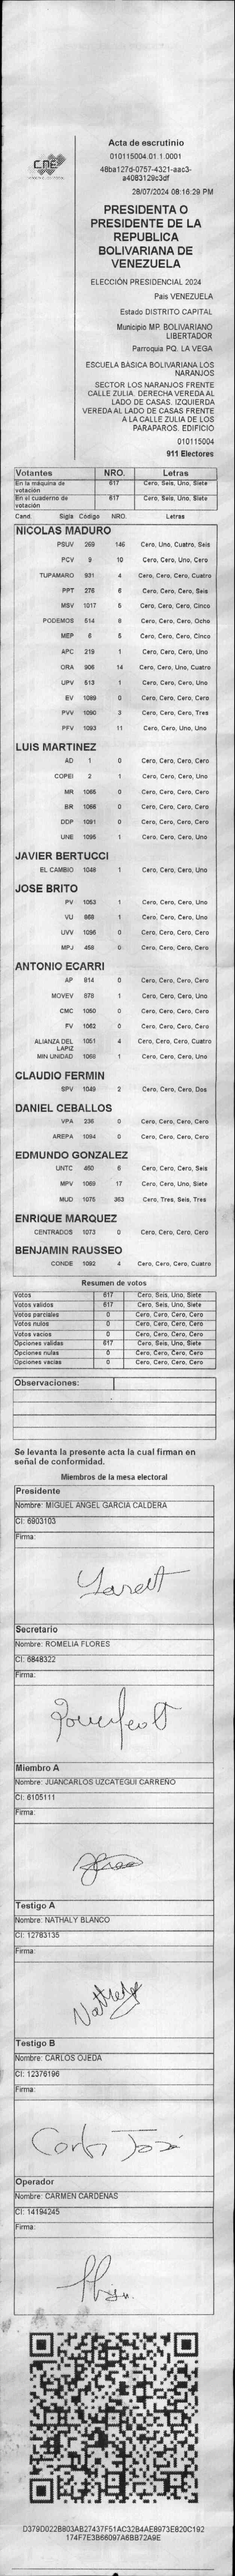 CNE
Acta de escrutinio
010115004.01.1.0001
48ba127d-0757-4321-aac3-
a4083129c3df
28/07/2024 08:16:29 PM
PRESIDENTA O
PRESIDENTE DE LA
REPUBLICA
BOLIVARIANA DE
VENEZUELA
ELECCIÓN PRESIDENCIAL 2024
Pais VENEZUELA
Estado DISTRITO CAPITAL
Municipio MP. BOLIVARIANO
LIBERTADOR
Parroquia PQ. LA VEGA
ESCUELA BÁSICA BOLIVARIANA LOS
NARANJOS
SECTOR LOS NARANJOS FRENTE
CALLE ZULIA. DERECHA VEREDA AL
LADO DE CASAS. IZQUIERDA
VEREDA AL LADO DE CASAS FRENTE
A LA CALLE ZULIA DE LOS
PARAPAROS. EDIFICIO
010115004
911 Electores
Votantes NRO. Letras
En la máquina de votación 617 Cero, Seis, Uno, Siete
En el cuaderno de votación 617 Cero, Seis, Uno, Siete
Cand. Sigla Código NRO. Letras
NICOLAS MADURO
PSUV 269 146 Cero, Uno, Cuatro, Seis
PCV 9 10 Cero, Cero, Uno, Cero
TUPAMARO 931 4 Cero, Cero, Cero, Cuatro
PPT 276 6 Cero, Cero, Cero, Seis
MSV 1017 5 Cero, Cero, Cero, Cinco
PODEMOS 514 8 Cero, Cero, Cero, Ocho
MEP 6 5 Cero, Cero, Cero, Cinco
APC 219 1 Cero, Cero, Cero, Uno
ORA 906 14 Cero, Cero, Uno, Cuatro
UPV 513 1 Cero, Cero, Cero, Uno
EV 1089 0 Cero, Cero, Cero, Cero
PVV 1090 3 Cero, Cero, Cero, Tres
PFV 1093 11 Cero, Cero, Uno, Uno
LUIS MARTINEZ
AD 1 0 Cero, Cero, Cero, Cero
COPEI 2 1 Cero, Cero, Cero, Uno
MR 1065 0 Cero, Cero, Cero, Cero
BR 1066 0 Cero, Cero, Cero, Cero
DDP 1091 0 Cero, Cero, Cero, Cero
UNE 1095 1 Cero, Cero, Cero, Uno
JAVIER BERTUCCI
EL CAMBIO 1048 1 Cero, Cero, Cero, Uno
JOSE BRITO
PV 1053 1 Cero, Cero, Cero, Uno
VU 868 1 Cero, Cero, Cero, Uno
UVV 1096 0 Cero, Cero, Cero, Cero
MPJ 458 0 Cero, Cero, Cero, Cero
ANTONIO ECARRI
AP 814 0 Cero, Cero, Cero, Cero
MOVEV 878 1 Cero, Cero, Cero, Uno
CMC 1050 0 Cero, Cero, Cero, Cero
FV 1062 0 Cero, Cero, Cero, Cero
ALIANZA DEL LAPIZ 1051 4 Cero, Cero, Cero, Cuatro
MIN UNIDAD 1058 1 Cero, Cero, Cero, Uno
CLAUDIO FERMIN
SPV 1049 2 Cero, Cero, Cero, Dos
DANIEL CEBALLOS
VPA 236 0 Cero, Cero, Cero, Cero
AREPA 1094 0 Cero, Cero, Cero, Cero
EDMUNDO GONZALEZ
UNTC 460 6 Cero, Cero, Cero, Seis
MPV 1069 17 Cero, Cero, Uno, Siete
MUD 1075 363 Cero, Tres, Seis, Tres
ENRIQUE MARQUEZ
CENTRADOS 1073 0 Cero, Cero, Cero, Cero
BENJAMIN RAUSSEO
CONDE 1092 4 Cero, Cero, Cero, Cuatro
Resumen de votos
Votos 617 Cero, Seis, Uno, Siete
Votos validos 617 Cero, Seis, Uno, Siete
Votos parciales 0 Cero, Cero, Cero, Cero
Votos nulos 0 Cero, Cero, Cero, Cero
Votos vacios 0 Cero, Cero, Cero, Cero
Opciones validas 617 Cero, Seis, Uno, Siete
Opciones nulas 0 Cero, Cero, Cero, Cero
Opciones vacias 0 Cero, Cero, Cero, Cero
Observaciones:
Se levanta la presente acta la cual firman en
señal de conformidad.
Miembros de la mesa electoral
Presidente
Nombre: MIGUEL ANGEL GARCIA CALDERA
CI: 6903103
Firma:
Secretario
Nombre: ROMELIA FLORES
CI: 6848322
Firma:
Miembro A
Nombre: JUANCARLOS UZCATEGUI CARREÑO
CI: 6105111
Firma:
Testigo A
Nombre: NATHALY BLANCO
CI: 12783135
Firma:
Testigo B
Nombre: CARLOS OJEDA
CI: 12376196
Firma:
Carlos José
Operador
Nombre: CARMEN CARDENAS
CI: 14194245
Firma:
D379D022B803AB27437F51AC32B4AE8973E820C192
174F7E3B66097A6BB72A9E